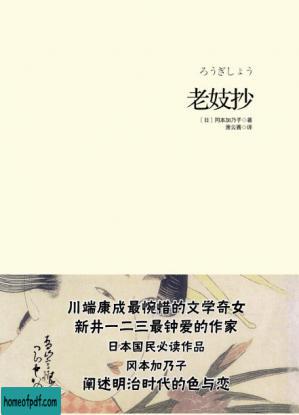 ろうぎしょう
老妓抄
［日］冈本加乃子 著
萧云菁 译
川端康成最惋惜的文学奇女
新井一二三最钟爱的作家
日本国民必读作品
冈本加乃子
阐述明治时代的色与恋
homeofpdf.com